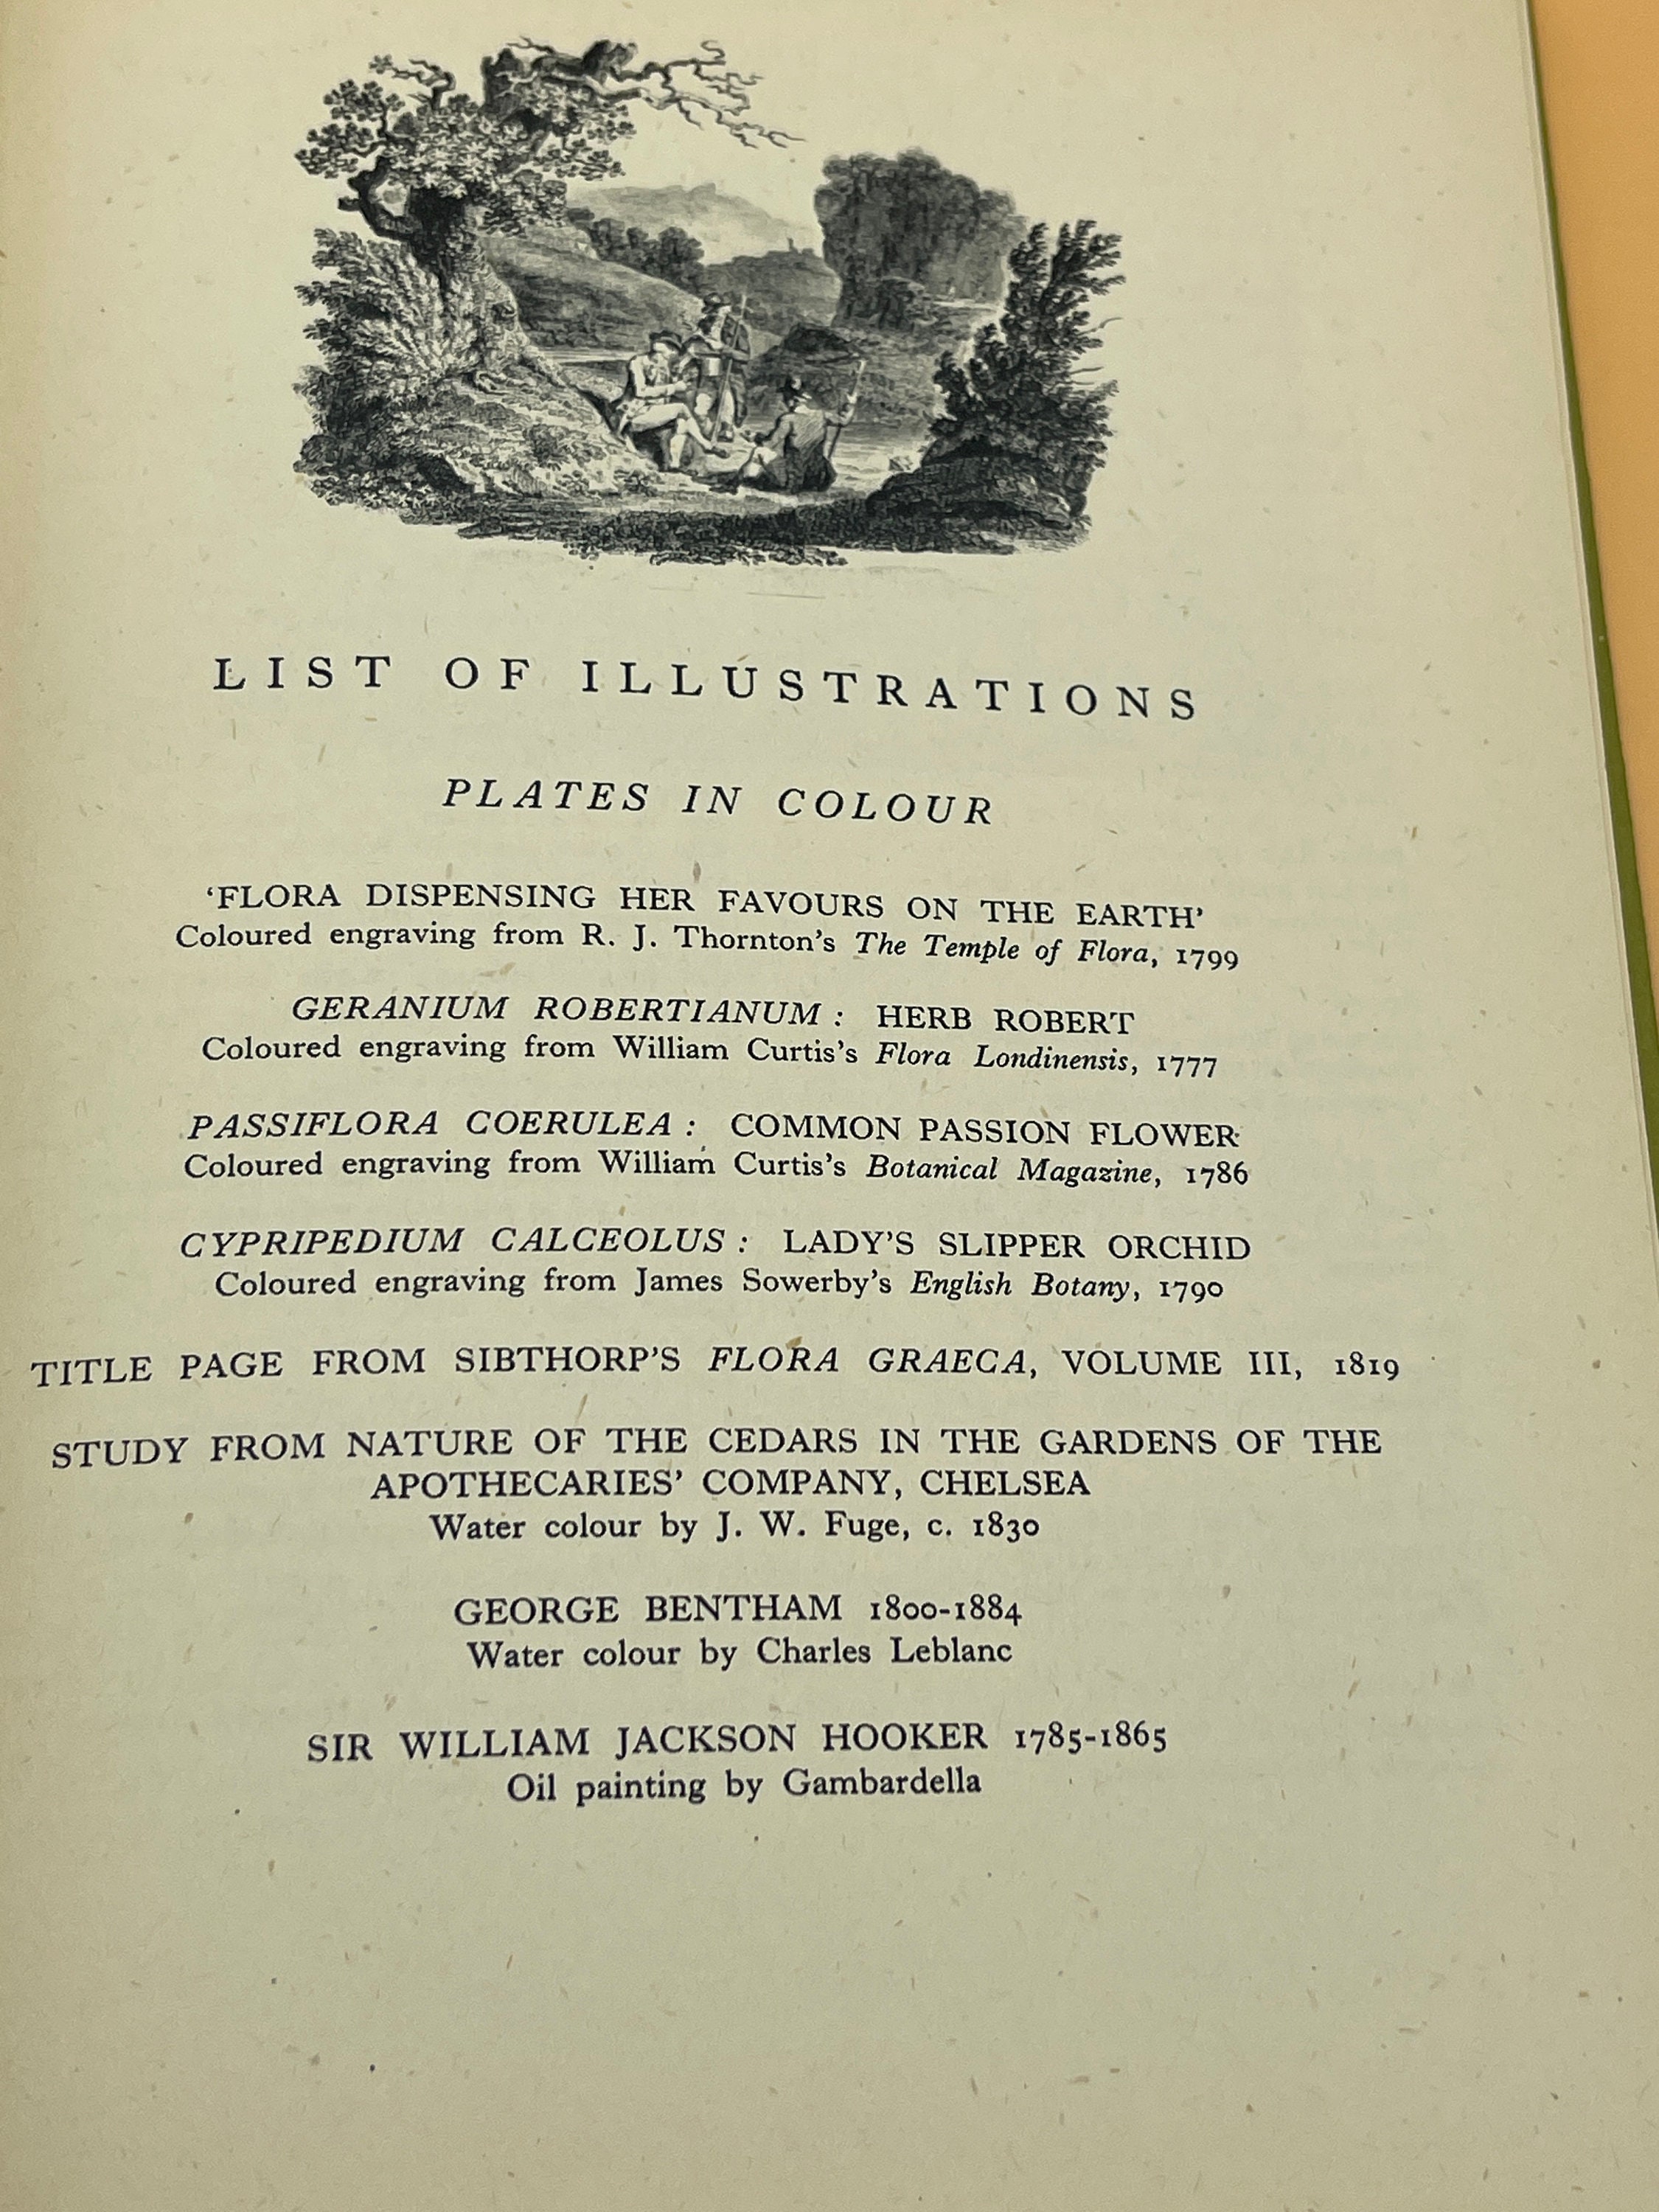 LIST OF ILLUSTRATIONS
PLATES IN COLOUR
‘FLORA DISPENSING HER FAVOURS ON THE EARTH’
Coloured engraving from R. J. Thornton’s The Temple of Flora, 1799
GERANIUM ROBERTIANUM : HERB ROBERT
Coloured engraving from William Curtis’s Flora Londinensis, 1777
PASSIFLORA COERULEA : COMMON PASSION FLOWER
Coloured engraving from William Curtis’s Botanical Magazine, 1786
CYPRIPEDIUM CALCEOLUS : LADY’S SLIPPER ORCHID
Coloured engraving from James Sowerby’s English Botany, 1790
TITLE PAGE FROM SIBTHORP’S FLORA GRAECA, VOLUME III, 1819
STUDY FROM NATURE OF THE CEDARS IN THE GARDENS OF THE
APOTHECARIES’ COMPANY, CHELSEA
Water colour by J. W. Fuge, c. 1830
GEORGE BENTHAM 1800-1884
Water colour by Charles Leblanc
SIR WILLIAM JACKSON HOOKER 1785-1865
Oil painting by Gambardella